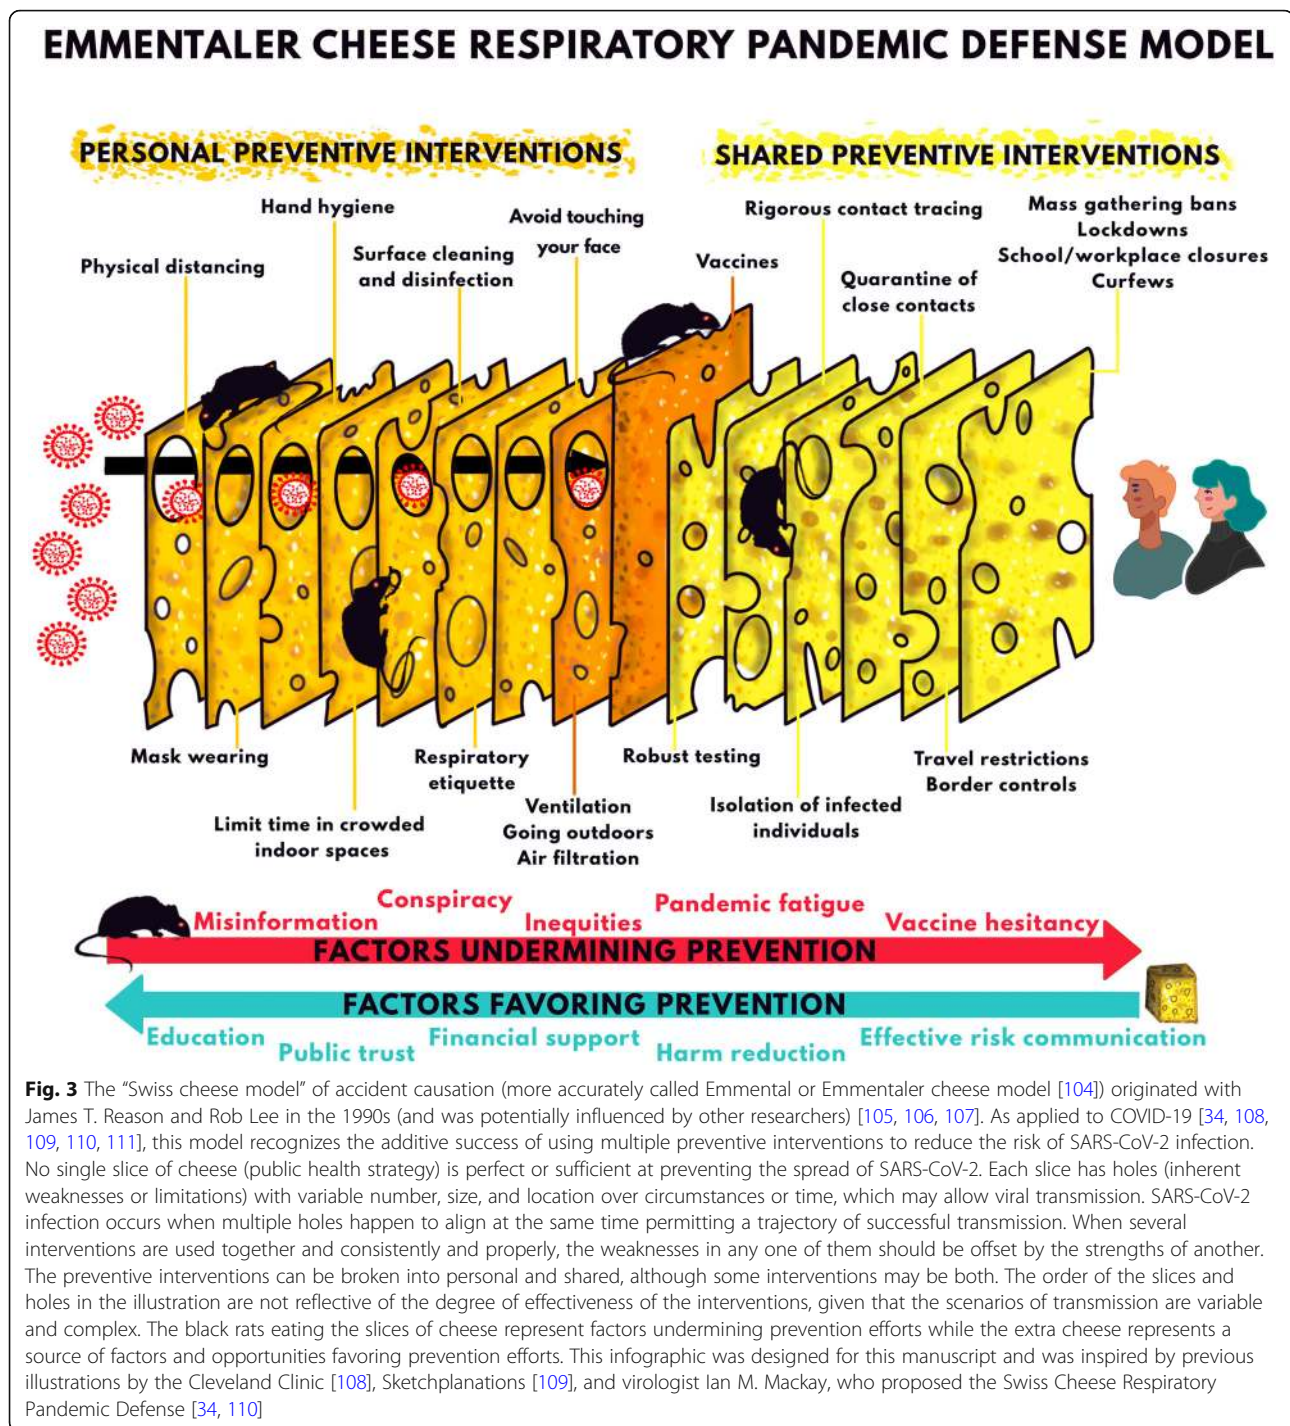 EMMENTALER CHEESE RESPIRATORY PANDEMIC DEFENSE MODEL
PERSONAL PREVENTIVE INTERVENTIONS
SHARED PREVENTIVE INTERVENTIONS
Physical distancing
Hand hygiene
Surface cleaning
and disinfection
Avoid touching
your face
Vaccines
Rigorous contact tracing
Quarantine of
close contacts
Mass gathering bans
Lockdowns
School/workplace closures
Curfews
Mask wearing
Limit time in crowded
indoor spaces
Respiratory
etiquette
Ventilation
Going outdoors
Air filtration
Robust testing
Isolation of infected
individuals
Travel restrictions
Border controls
Misinformation
Conspiracy
Inequities
Pandemic fatigue
Vaccine hesitancy
FACTORS UNDERMINING PREVENTION
FACTORS FAVORING PREVENTION
Education
Public trust
Financial support
Harm reduction
Effective risk communication
Fig. 3 The “Swiss cheese model” of accident causation (more accurately called Emmental or Emmentaler cheese model [104]) originated with
James T. Reason and Rob Lee in the 1990s (and was potentially influenced by other researchers) [105, 106, 107]. As applied to COVID-19 [34, 108,
109, 110, 111], this model recognizes the additive success of using multiple preventive interventions to reduce the risk of SARS-CoV-2 infection.
No single slice of cheese (public health strategy) is perfect or sufficient at preventing the spread of SARS-CoV-2. Each slice has holes (inherent
weaknesses or limitations) with variable number, size, and location over circumstances or time, which may allow viral transmission. SARS-CoV-2
infection occurs when multiple holes happen to align at the same time permitting a trajectory of successful transmission. When several
interventions are used together and consistently and properly, the weaknesses in any one of them should be offset by the strengths of another.
The preventive interventions can be broken into personal and shared, although some interventions may be both. The order of the slices and
holes in the illustration are not reflective of the degree of effectiveness of the interventions, given that the scenarios of transmission are variable
and complex. The black rats eating the slices of cheese represent factors undermining prevention efforts while the extra cheese represents a
source of factors and opportunities favoring prevention efforts. This infographic was designed for this manuscript and was inspired by previous
illustrations by the Cleveland Clinic [108], Sketchplanations [109], and virologist Ian M. Mackay, who proposed the Swiss Cheese Respiratory
Pandemic Defense [34, 110]